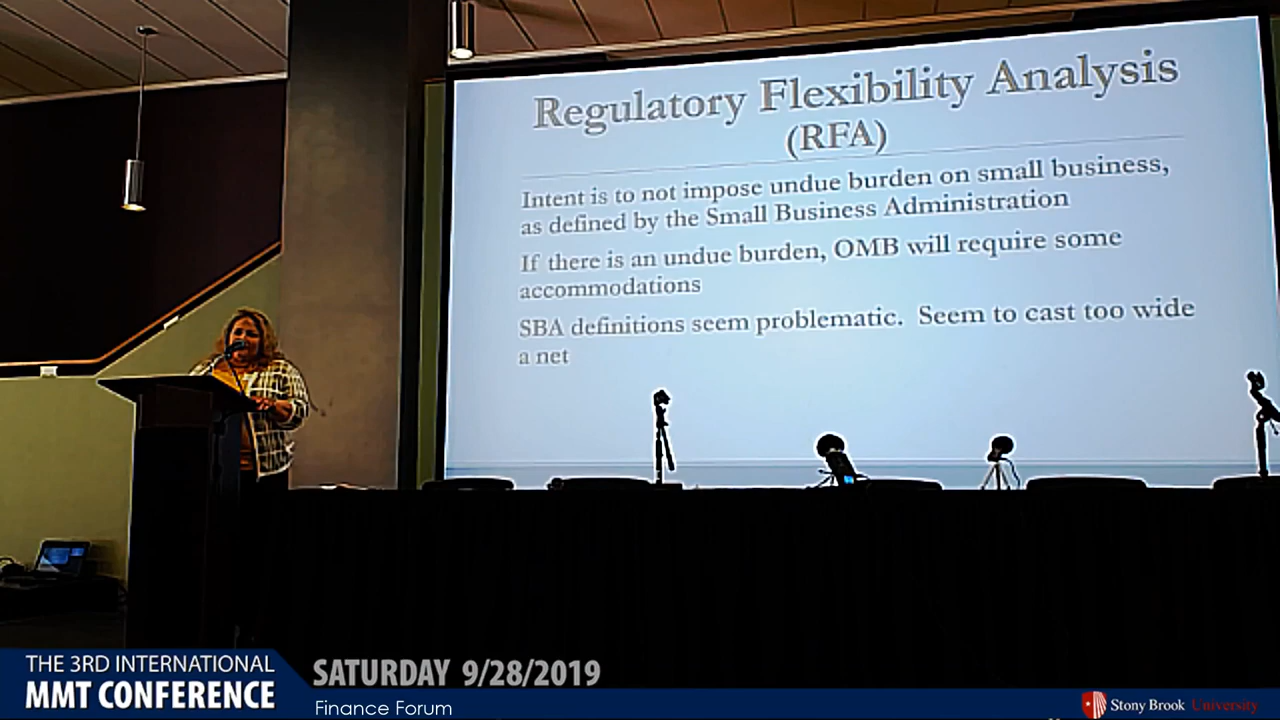 Regulatory Flexibility Analysis
(RFA)
Intent is to not impose undue burden on small business,
as defined by the Small Business Administration
If there is an undue burden, OMB will require some
accommodations
SBA definitions seem problematic. Seem to cast too wide
a net
THE 3RD INTERNATIONAL
MMT CONFERENCE
SATURDAY 9/28/2019
Finance Forum
Stony Brook University